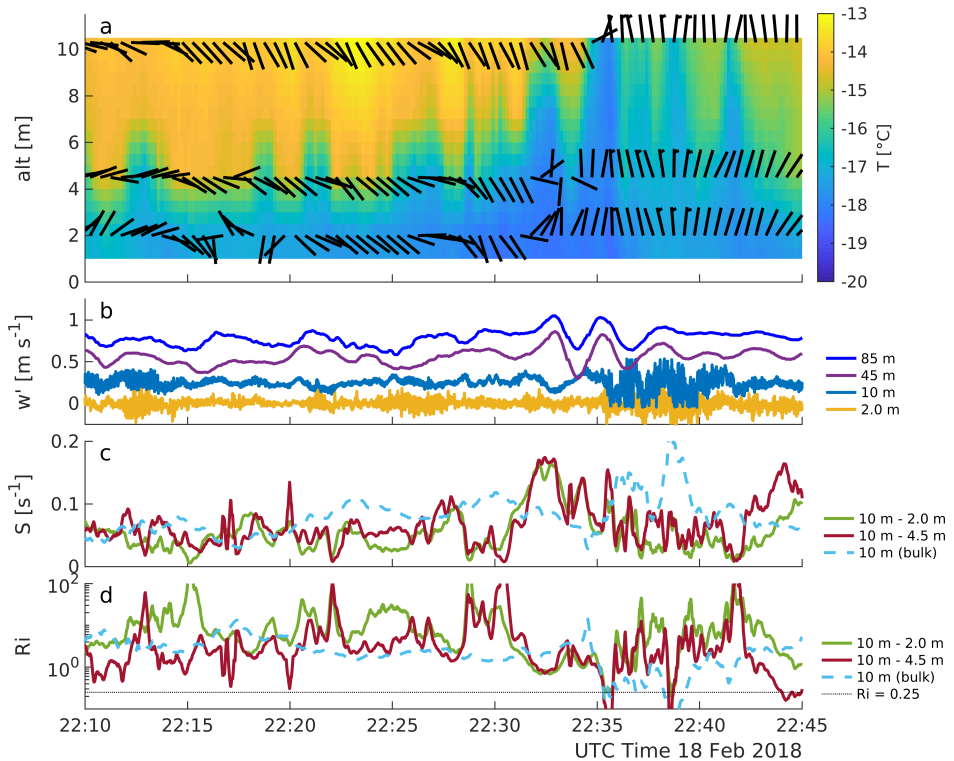 a
10
8
6
4
2
0
alt [m]
-13
-14
-15
-16
-17
-18
-19
-20
T [°C]
b
1
0.5
0
w' [m s⁻¹]
85 m
45 m
10 m
2.0 m
c
0.2
0.1
0
S [s⁻¹]
10 m - 2.0 m
10 m - 4.5 m
10 m (bulk)
d
10²
10⁰
Ri
10 m - 2.0 m
10 m - 4.5 m
10 m (bulk)
Ri = 0.25
22:10 22:15 22:20 22:25 22:30 22:35 22:40 22:45
UTC Time 18 Feb 2018